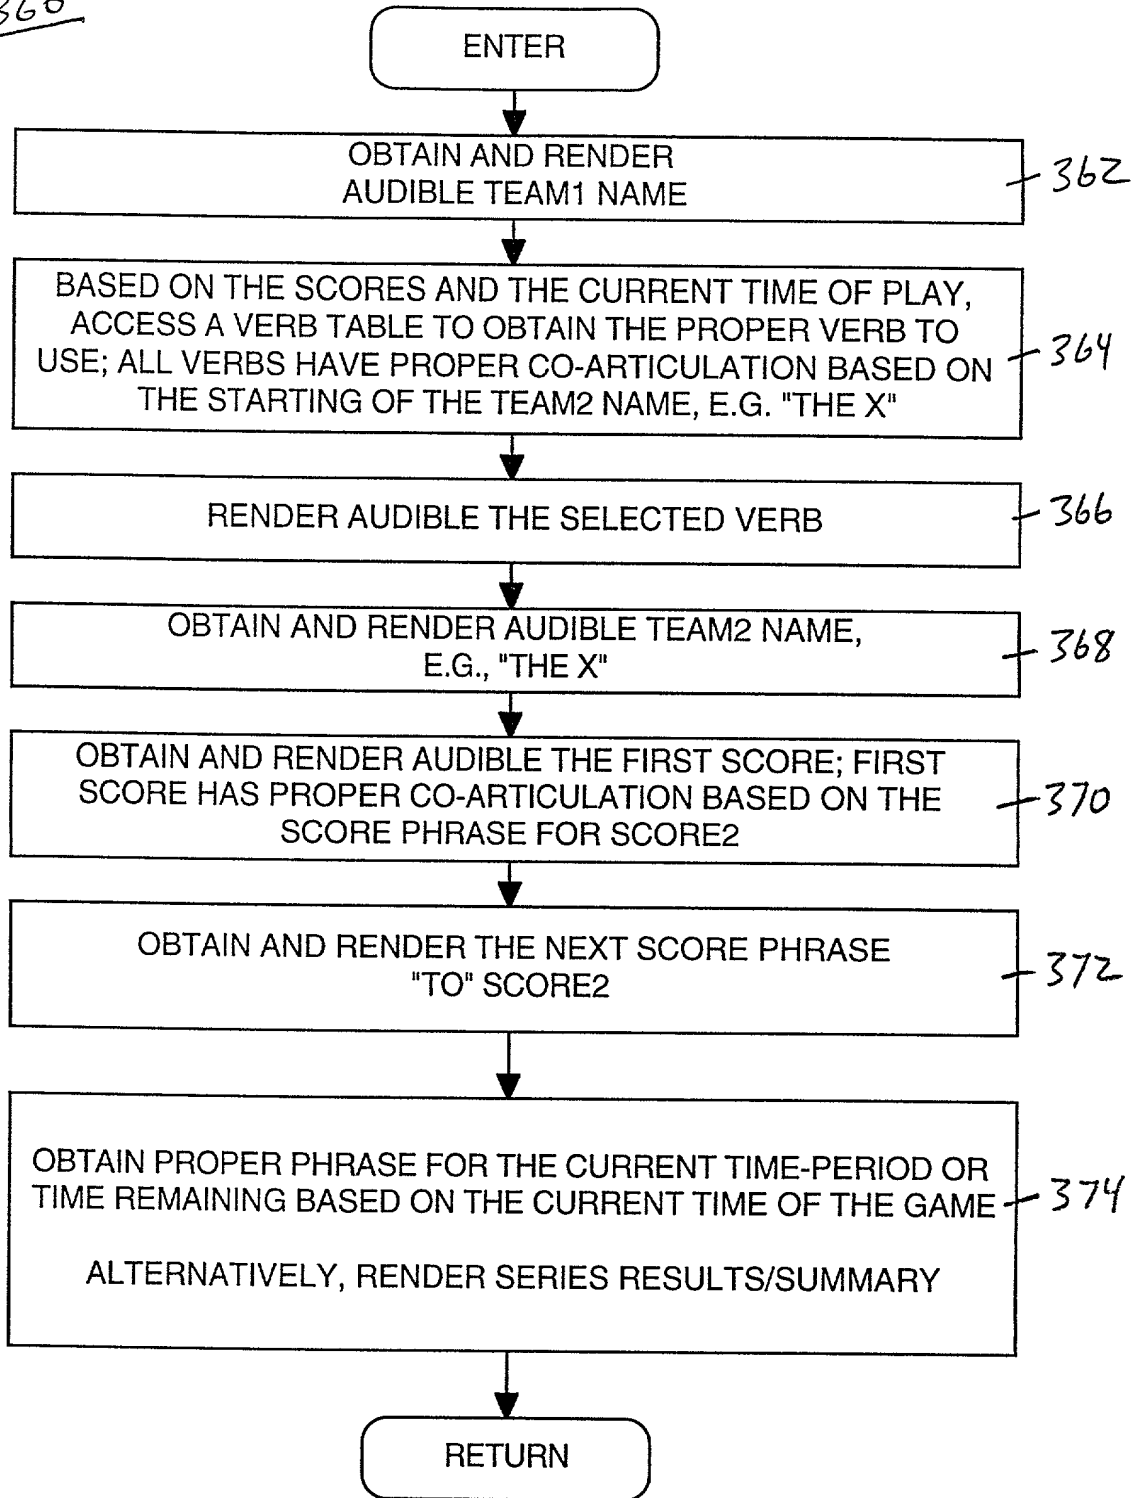 360
ENTER
OBTAIN AND RENDER
AUDIBLE TEAM1 NAME
362
BASED ON THE SCORES AND THE CURRENT TIME OF PLAY,
ACCESS A VERB TABLE TO OBTAIN THE PROPER VERB TO
USE; ALL VERBS HAVE PROPER CO-ARTICULATION BASED ON
THE STARTING OF THE TEAM2 NAME, E.G. "THE X"
364
RENDER AUDIBLE THE SELECTED VERB
366
OBTAIN AND RENDER AUDIBLE TEAM2 NAME,
E.G., "THE X"
368
OBTAIN AND RENDER AUDIBLE THE FIRST SCORE; FIRST
SCORE HAS PROPER CO-ARTICULATION BASED ON THE
SCORE PHRASE FOR SCORE2
370
OBTAIN AND RENDER THE NEXT SCORE PHRASE
"TO" SCORE2
372
OBTAIN PROPER PHRASE FOR THE CURRENT TIME-PERIOD OR
TIME REMAINING BASED ON THE CURRENT TIME OF THE GAME
ALTERNATIVELY, RENDER SERIES RESULTS/SUMMARY
374
RETURN